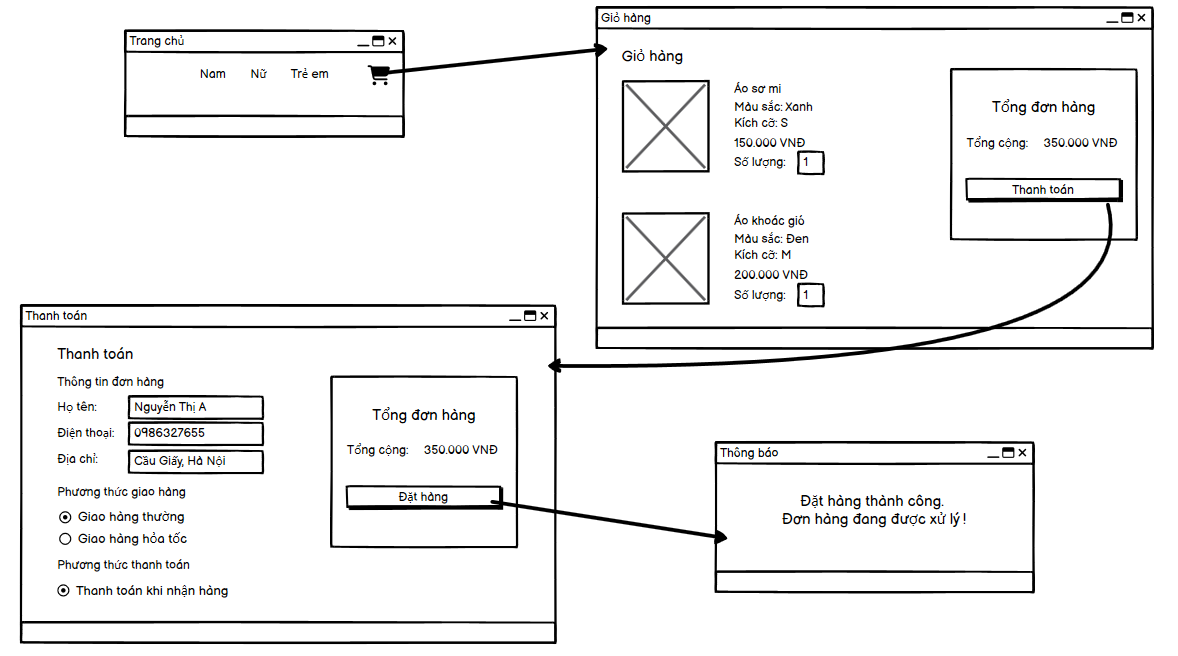 Trang chủ
Nam Nữ Trẻ em
Giỏ hàng
Giỏ hàng
Áo sơ mi
Màu sắc: Xanh
Kích cỡ: S
150.000 VNĐ
Số lượng: 1
Áo khoác gió
Màu sắc: Đen
Kích cỡ: M
200.000 VNĐ
Số lượng: 1
Tổng đơn hàng
Tổng cộng: 350.000 VNĐ
Thanh toán
Thanh toán
Thanh toán
Thông tin đơn hàng
Họ tên: Nguyễn Thị A
Điện thoại: 0986327655
Địa chỉ: Cầu Giấy, Hà Nội
Phương thức giao hàng
Giao hàng thường
Giao hàng hỏa tốc
Phương thức thanh toán
Thanh toán khi nhận hàng
Tổng đơn hàng
Tổng cộng: 350.000 VNĐ
Đặt hàng
Thông báo
Đặt hàng thành công.
Đơn hàng đang được xử lý!